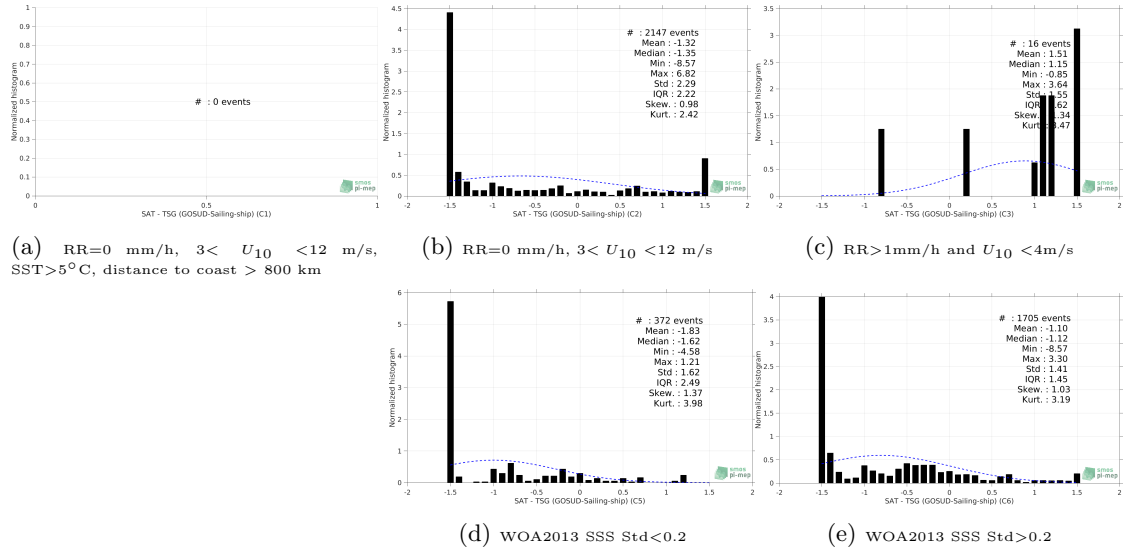 1
0.9
0.8
0.7
0.6
0.5
0.4
0.3
0.2
0.1
0
Normalized histogram
# : 0 events
0 0.5 1
SAT - TSG (GOSUD-Sailing-ship) (C1)
smos
pi-mep
(a) RR=0 mm/h, 3< U10 <12 m/s,
SST>5°C, distance to coast > 800 km
4.5
4
3.5
3
2.5
2
1.5
1
0.5
0
Normalized histogram
# : 2147 events
Mean : -1.32
Median : -1.35
Min : -8.57
Max : 6.82
Std : 2.29
IQR : 2.22
Skew. : 0.98
Kurt. : 2.42
-2 -1.5 -1 -0.5 0 0.5 1 1.5 2
SAT - TSG (GOSUD-Sailing-ship) (C2)
smos
pi-mep
(b) RR=0 mm/h, 3< U10 <12 m/s
3.5
3
2.5
2
1.5
1
0.5
0
Normalized histogram
# : 16 events
Mean : 1.51
Median : 1.15
Min : -0.85
Max : 3.64
Std : 1.55
IQR .62
Skew. .34
Kurt. .47
-2 -1.5 -1 -0.5 0 0.5 1 1.5 2
SAT - TSG (GOSUD-Sailing-ship) (C3)
smos
pi-mep
(c) RR>1mm/h and U10 <4m/s
6
5
4
3
2
1
0
Normalized histogram
# : 372 events
Mean : -1.83
Median : -1.62
Min : -4.58
Max : 1.21
Std : 1.62
IQR : 2.49
Skew. : 1.37
Kurt. : 3.98
-2 -1.5 -1 -0.5 0 0.5 1 1.5 2
SAT - TSG (GOSUD-Sailing-ship) (C5)
smos
pi-mep
(d) WOA2013 SSS Std<0.2
4
3.5
3
2.5
2
1.5
1
0.5
0
Normalized histogram
# : 1705 events
Mean : -1.10
Median : -1.12
Min : -8.57
Max : 3.30
Std : 1.41
IQR : 1.45
Skew. : 1.03
Kurt. : 3.19
-2 -1.5 -1 -0.5 0 0.5 1 1.5 2
SAT - TSG (GOSUD-Sailing-ship) (C6)
smos
pi-mep
(e) WOA2013 SSS Std>0.2